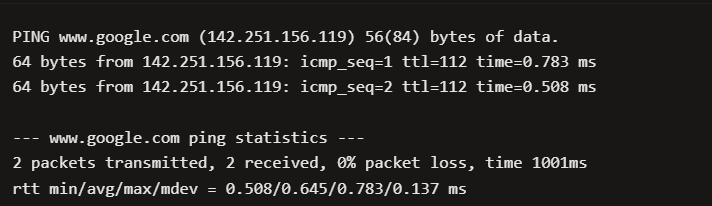 PING www.google.com (142.251.156.119) 56(84) bytes of data.
64 bytes from 142.251.156.119: icmp_seq=1 ttl=112 time=0.783 ms
64 bytes from 142.251.156.119: icmp_seq=2 ttl=112 time=0.508 ms

--- www.google.com ping statistics ---
2 packets transmitted, 2 received, 0% packet loss, time 1001ms
rtt min/avg/max/mdev = 0.508/0.645/0.783/0.137 ms